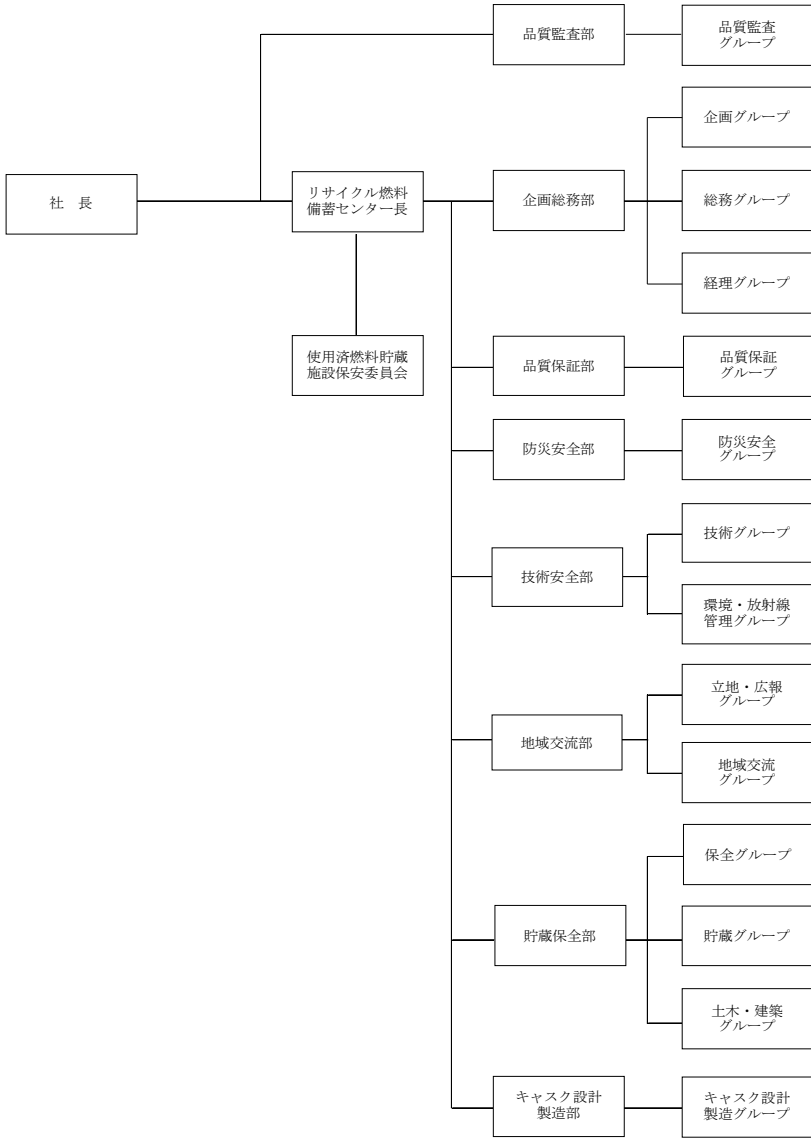 品質監査部
品質監査
グループ
企画グループ
社　長
リサイクル燃料
備蓄センター長
企画総務部
総務グループ
経理グループ
使用済燃料貯蔵
施設保安委員会
品質保証部
品質保証
グループ
防災安全部
防災安全
グループ
技術安全部
技術グループ
環境・放射線
管理グループ
地域交流部
立地・広報
グループ
地域交流
グループ
保全グループ
貯蔵保全部
貯蔵グループ
土木・建築
グループ
キャスク設計
製造部
キャスク設計
製造グループ